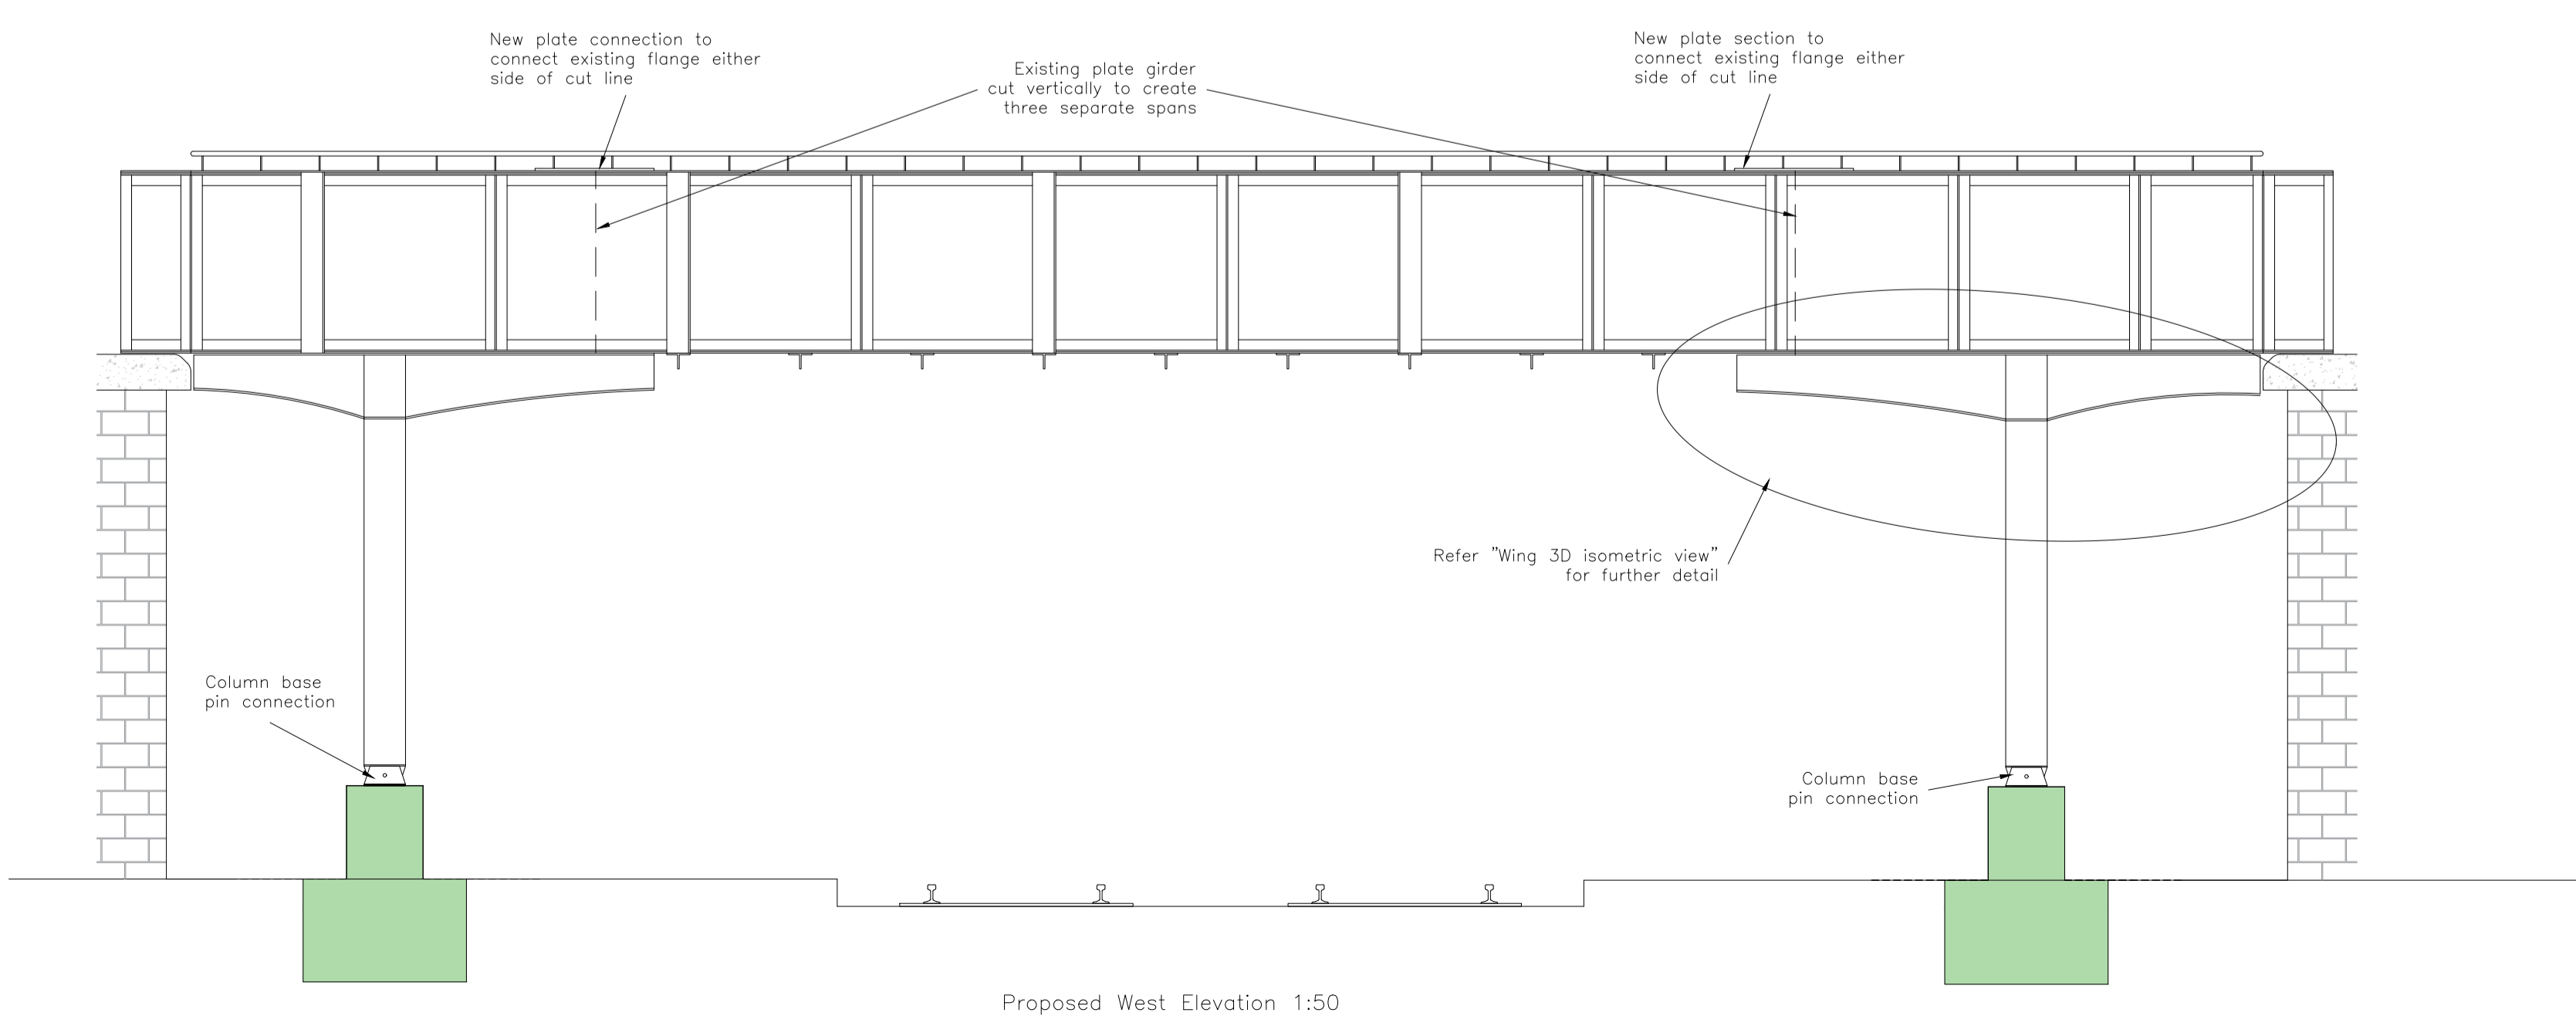 New plate connection to
connect existing flange either
side of cut line
Existing plate girder
cut vertically to create
three separate spans
New plate section to
connect existing flange either
side of cut line
Refer "Wing 3D isometric view"
for further detail
Column base
pin connection
Column base
pin connection
Proposed West Elevation 1:50